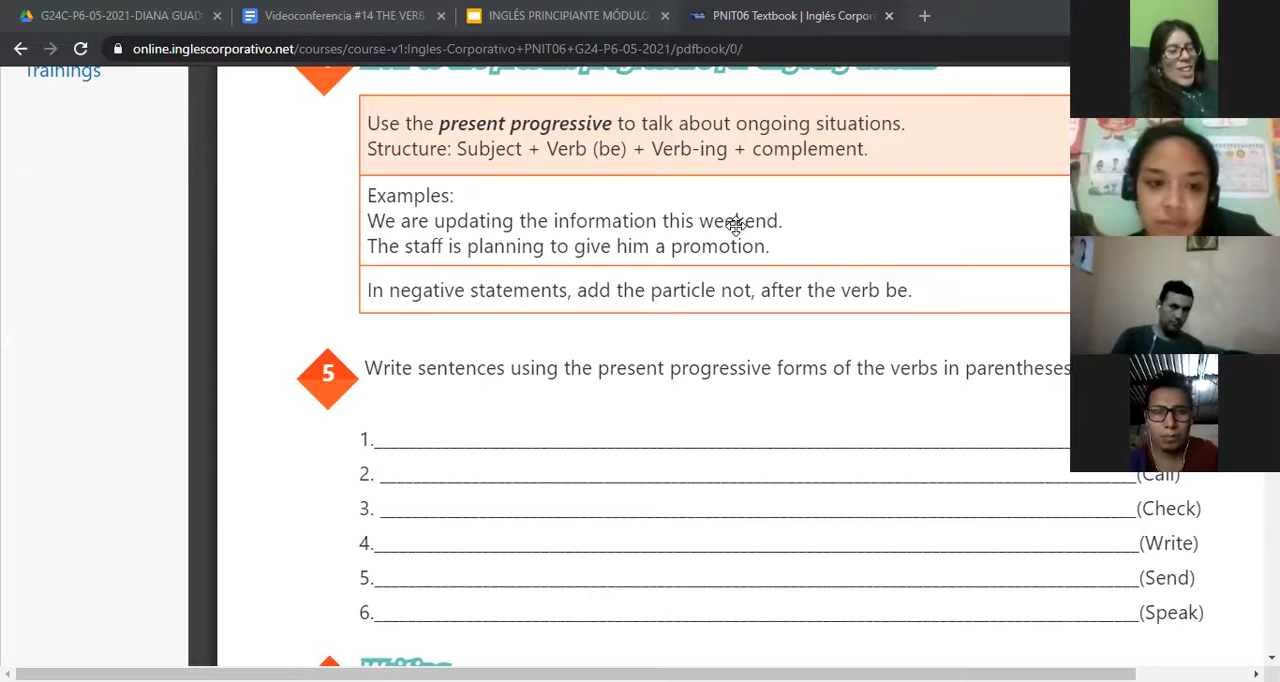 G24C-P6-05-2021-DIANA GUAD
Videoconferencia #14 THE VERB
INGLÉS PRINCIPIANTE MÓDULO
PNIT06 Textbook | Inglés Corpor
online.inglescorporativo.net/courses/course-v1:Ingles-Corporativo+PNIT06+G24-P6-05-2021/pdfbook/0/
Trainings
Use the present progressive to talk about ongoing situations.
Structure: Subject + Verb (be) + Verb-ing + complement.
Examples:
We are updating the information this weekend.
The staff is planning to give him a promotion.
In negative statements, add the particle not, after the verb be.
5 Write sentences using the present progressive forms of the verbs in parentheses
1.
2. (Call)
3. (Check)
4. (Write)
5. (Send)
6. (Speak)
Writing